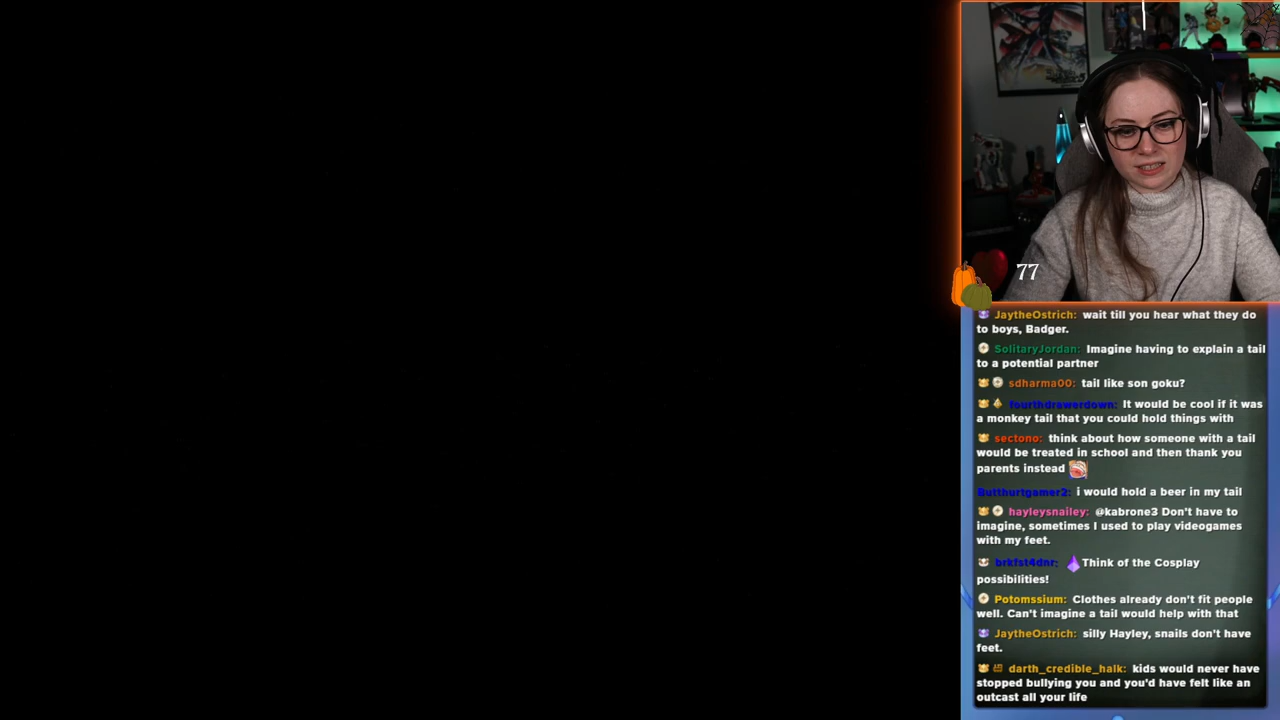 77
JaytheOstrich: wait till you hear what they do
to boys, Badger.
SolitaryJordan: Imagine having to explain a tail
to a potential partner
sdharma00: tail like son goku?
fourthdrawerdown: It would be cool if it was
a monkey tail that you could hold things with
sectono: think about how someone with a tail
would be treated in school and then thank you
parents instead
Butthurtgamer2: i would hold a beer in my tail
hayleysnailey: @kabrone3 Don't have to
imagine, sometimes I used to play videogames
with my feet.
brkfst4dnr: Think of the Cosplay
possibilities!
Potomssium: Clothes already don't fit people
well. Can't imagine a tail would help with that
JaytheOstrich: silly Hayley, snails don't have
feet.
darth_credible_halk: kids would never have
stopped bullying you and you'd have felt like an
outcast all your life